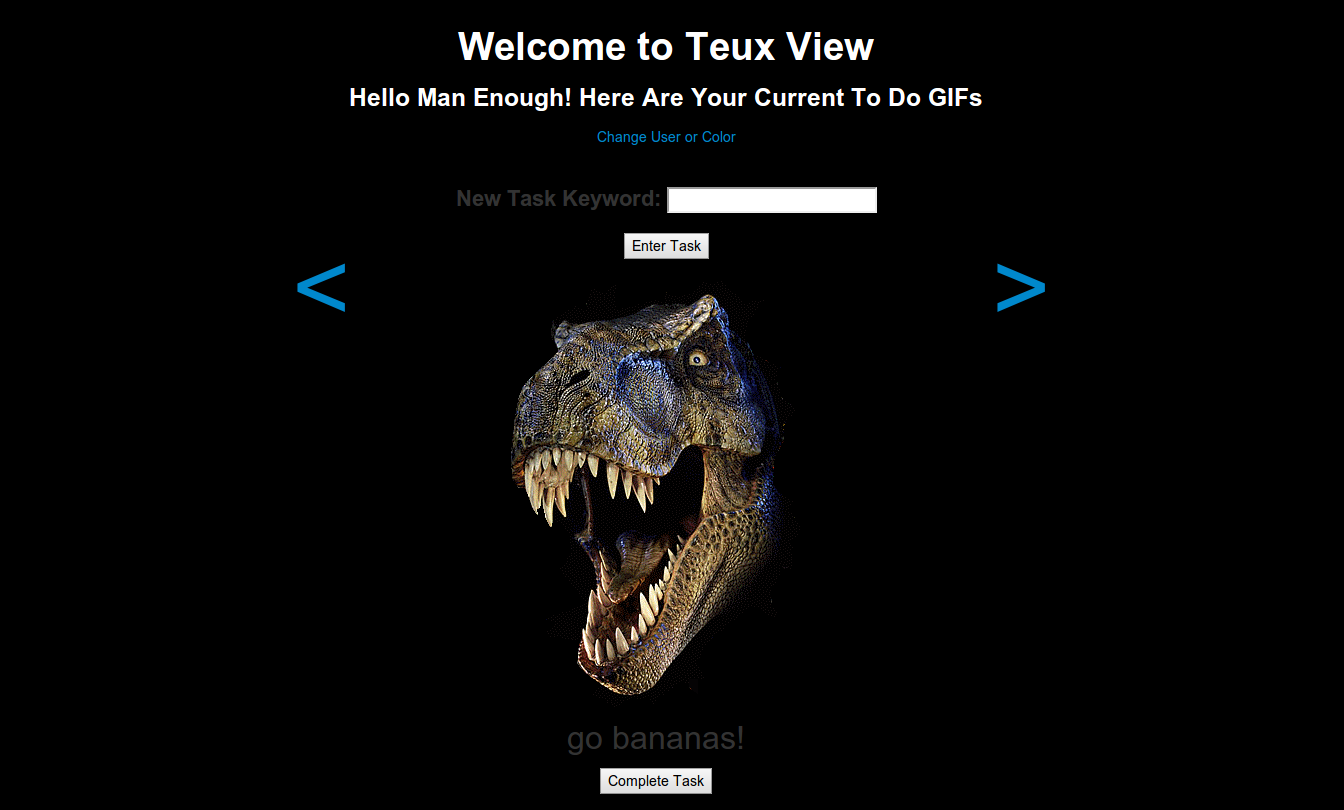 Welcome to Teux View
Hello Man Enough! Here Are Your Current To Do GIFs
Change User or Color
New Task Keyword:
Enter Task
< >
go bananas!
Complete Task